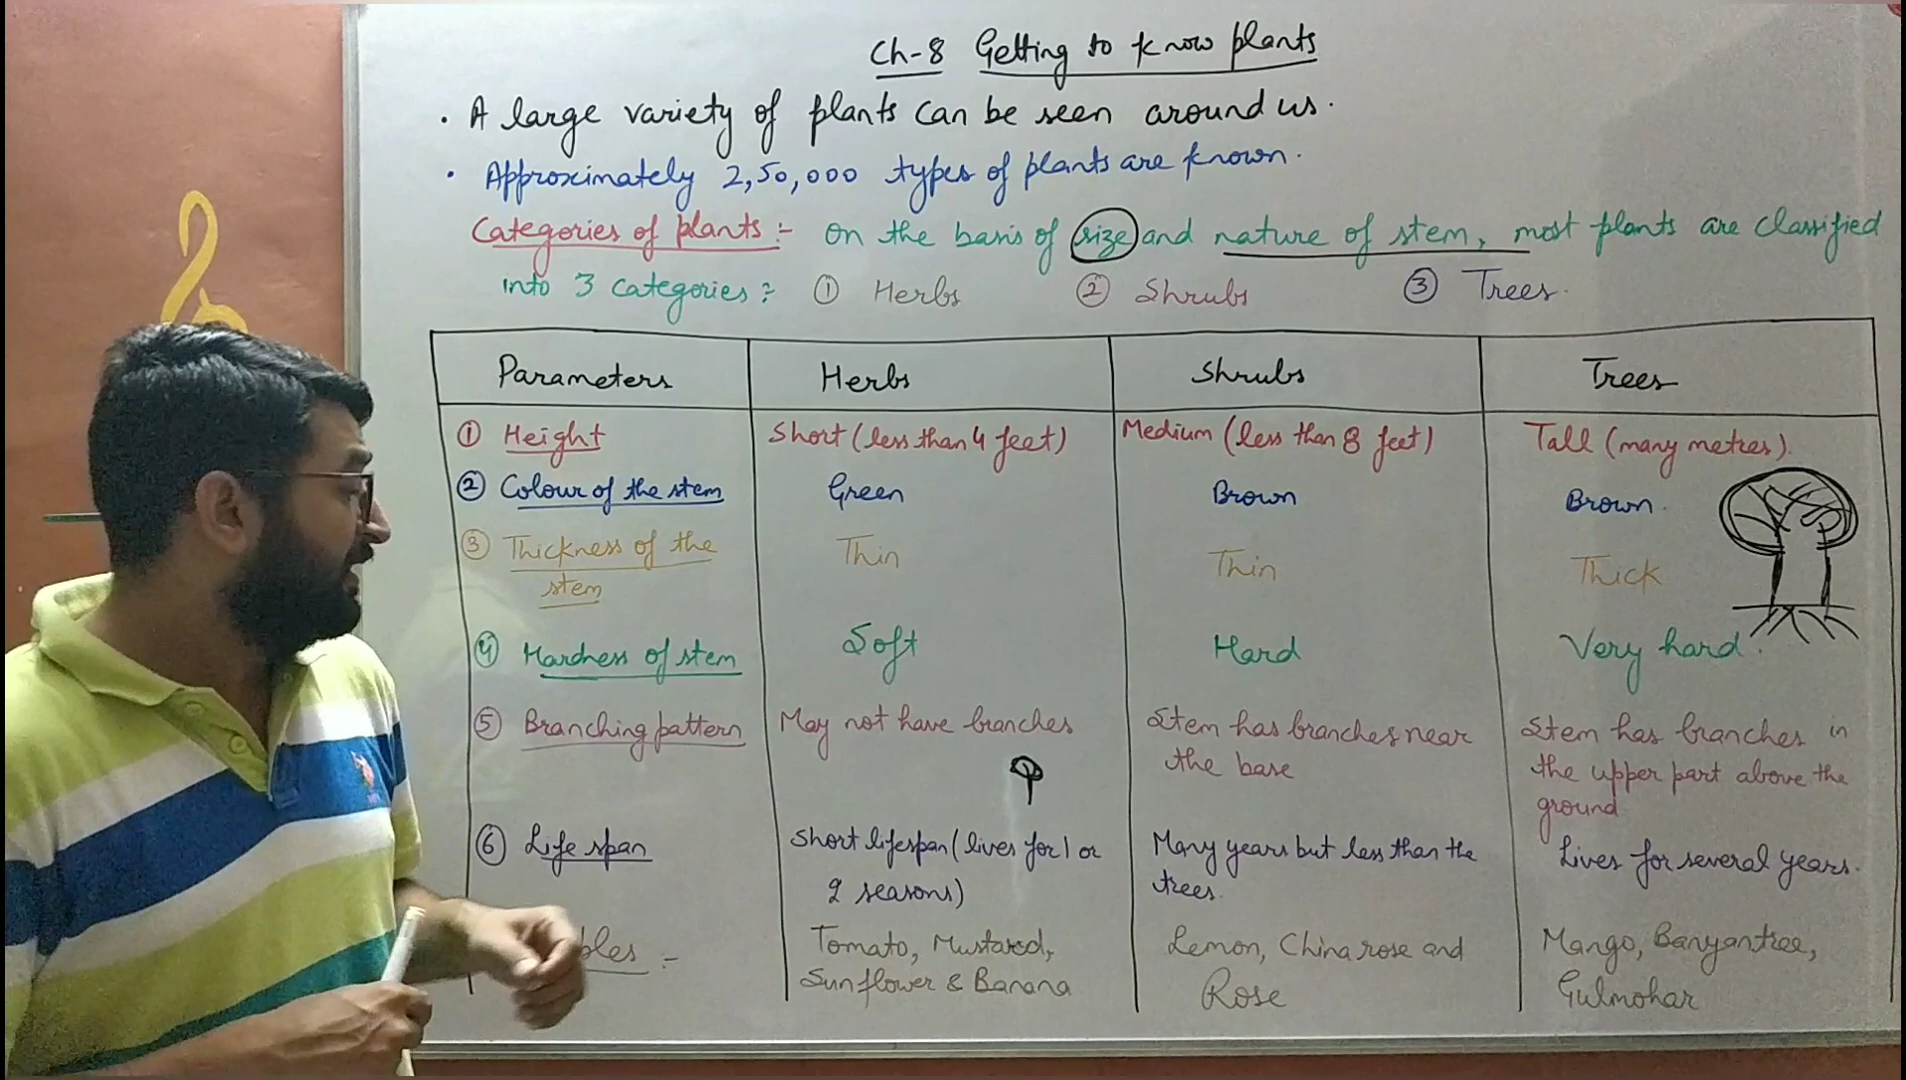 Ch-8 Getting to know plants
• A large variety of plants can be seen around us.
• Approximately 2,50,000 types of plants are known.
Categories of plants :- On the basis of size and nature of stem, most plants are classified
into 3 categories :- ① Herbs ② Shrubs ③ Trees.
Parameters Herbs Shrubs Trees
① Height Short (less than 4 feet) Medium (less than 8 feet) Tall (many metres).
② Colour of the stem Green Brown Brown.
③ Thickness of the Thin Thin Thick
stem
④ Hardness of stem Soft Hard Very hard.
⑤ Branching pattern May not have branches Stem has branches near Stem has branches in
the base the upper part above the
ground
⑥ Life span Short lifespan (lives for 1 or Many years but less than the Lives for several years.
2 seasons) trees.
ples :- Tomato, Mustard, Lemon, China rose and Mango, Banyan tree,
Sunflower & Banana Rose Gulmohar